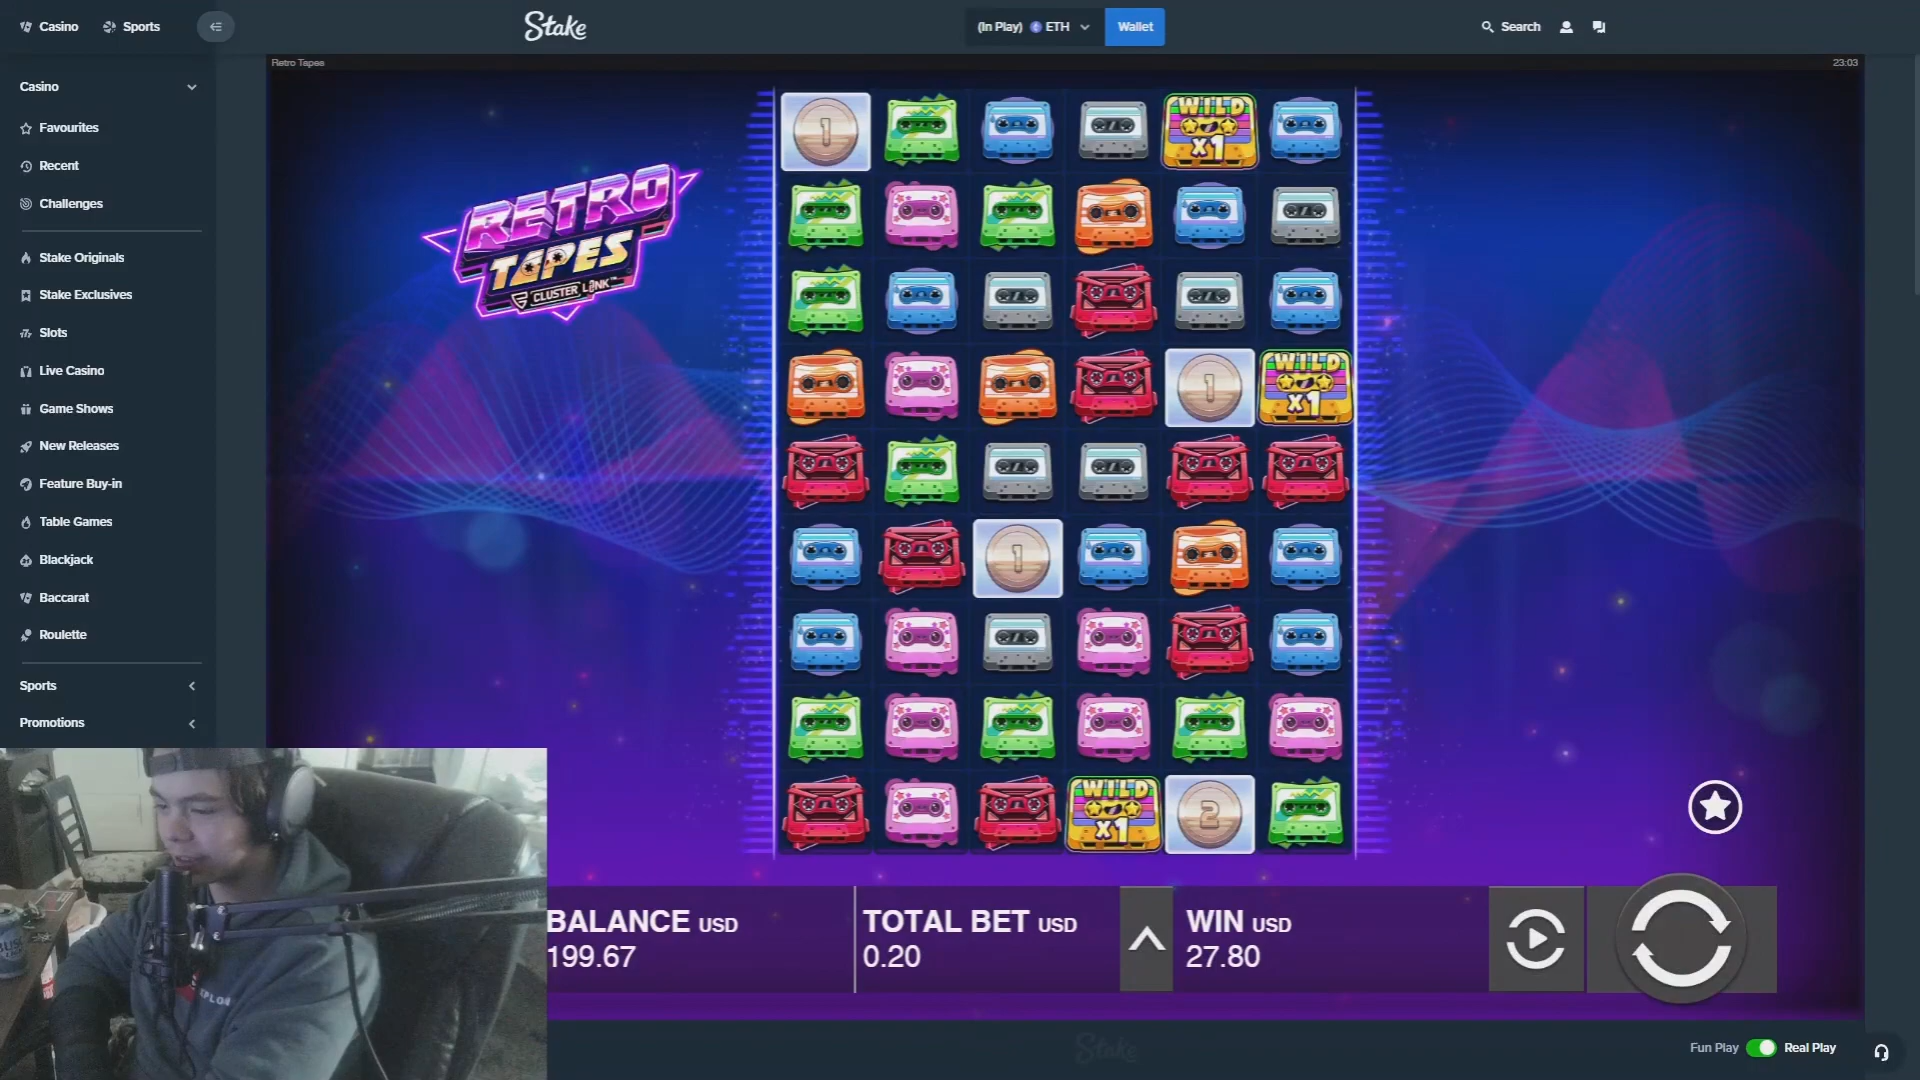 Casino
Sports
Stake
(In Play)
ETH
Wallet
Search
Retro Tapes
23:03
Casino
Favourites
Recent
Challenges
Stake Originals
Stake Exclusives
Slots
Live Casino
Game Shows
New Releases
Feature Buy-in
Table Games
Blackjack
Baccarat
Roulette
Sports
Promotions
RETRO
TAPES
CLUSTER LINK™
1
WILD
x1
1
WILD
x1
1
WILD
x1
2
BALANCE USD
199.67
TOTAL BET USD
0.20
WIN USD
27.80
Stake
Fun Play
Real Play